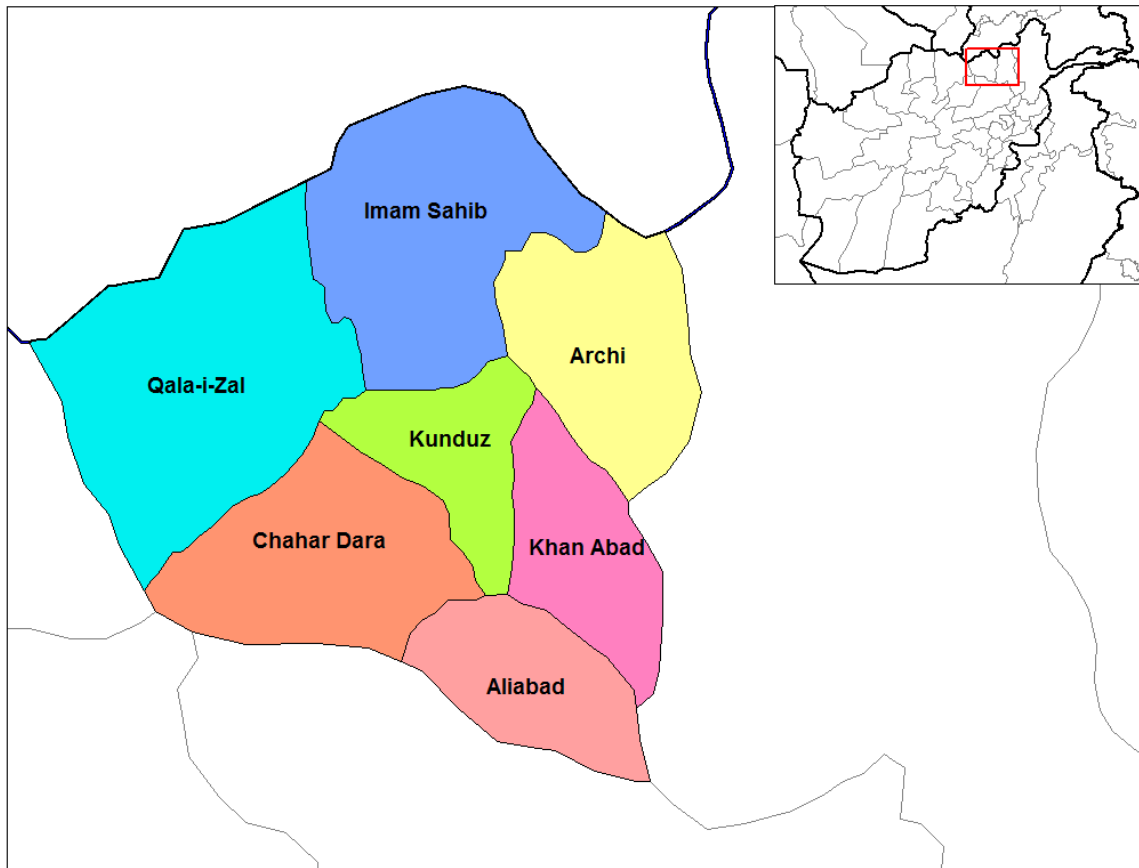 Imam Sahib
Archi
Qala-i-Zal
Kunduz
Chahar Dara
Khan Abad
Aliabad